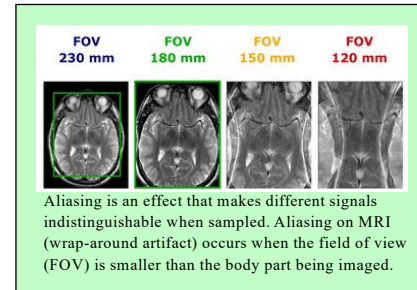 FOV FOV FOV FOV
230 mm 180 mm 150 mm 120 mm
Aliasing is an effect that makes different signals
indistinguishable when sampled. Aliasing on MRI
(wrap-around artifact) occurs when the field of view
(FOV) is smaller than the body part being imaged.